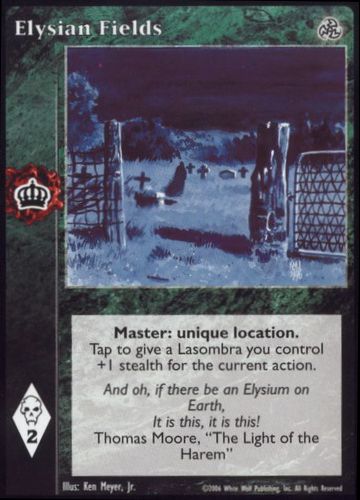 Elysian Fields
Master: unique location.
Tap to give a Lasombra you control
+1 stealth for the current action.
And oh, if there be an Elysium on
Earth,
It is this, it is this!
Thomas Moore, “The Light of the
Harem”
2
Illus: Ken Meyer, Jr.
©2006 White Wolf Publishing, Inc. All Rights Reserved